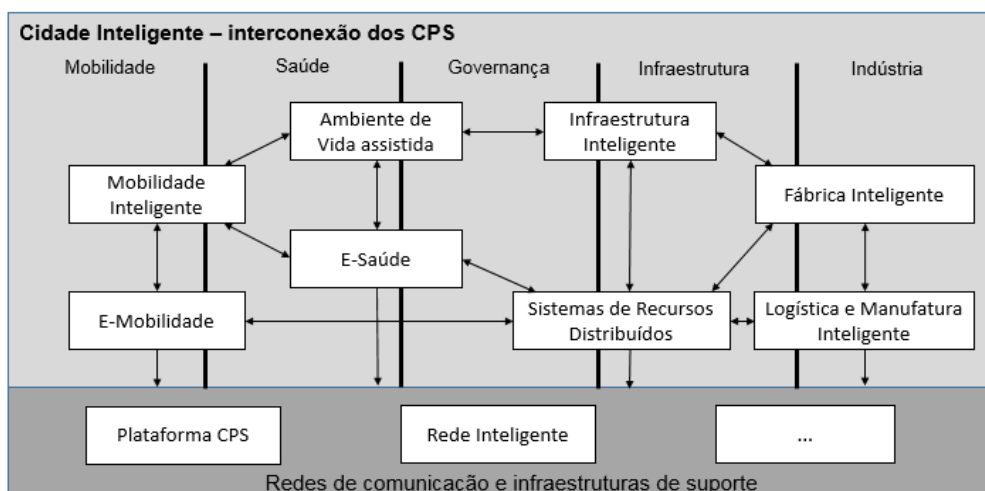 Cidade Inteligente – interconexão dos CPS
Mobilidade
Saúde
Governança
Infraestrutura
Indústria
Ambiente de
Vida assistida
Infraestrutura
Inteligente
Mobilidade
Inteligente
Fábrica Inteligente
E-Saúde
E-Mobilidade
Sistemas de Recursos
Distribuídos
Logística e Manufatura
Inteligente
Plataforma CPS
Rede Inteligente
...
Redes de comunicação e infraestruturas de suporte